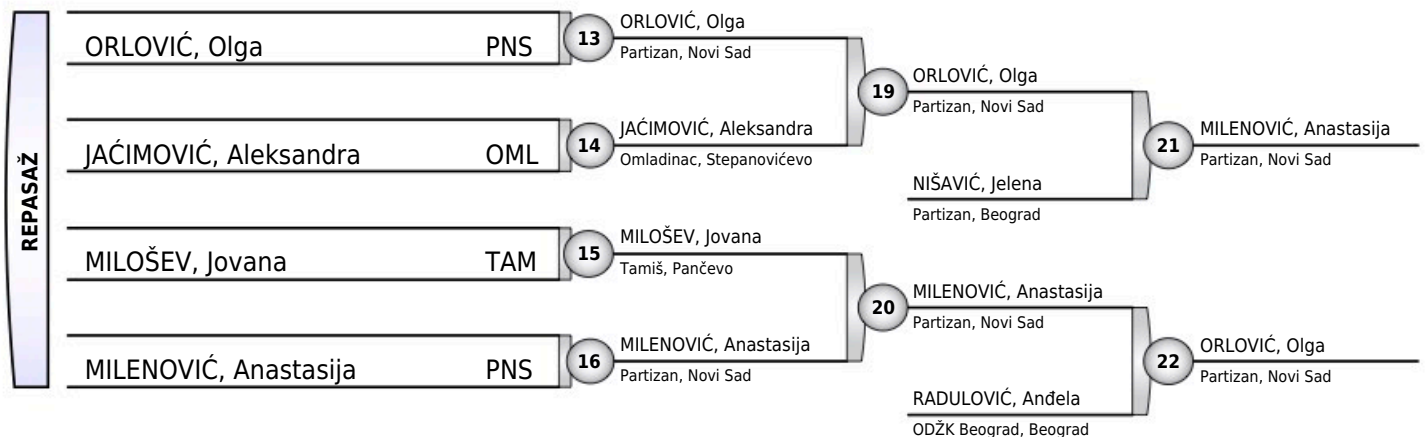 REPASAŽ
ORLOVIĆ, Olga PNS
13
ORLOVIĆ, Olga
Partizan, Novi Sad
JAĆIMOVIĆ, Aleksandra OML
14
JAĆIMOVIĆ, Aleksandra
Omladinac, Stepanovićevo
MILOŠEV, Jovana TAM
15
MILOŠEV, Jovana
Tamiš, Pančevo
MILENOVIĆ, Anastasija PNS
16
MILENOVIĆ, Anastasija
Partizan, Novi Sad
19
ORLOVIĆ, Olga
Partizan, Novi Sad
NIŠAVIĆ, Jelena
Partizan, Beograd
20
MILENOVIĆ, Anastasija
Partizan, Novi Sad
RADULOVIĆ, Anđela
ODŽK Beograd, Beograd
21
MILENOVIĆ, Anastasija
Partizan, Novi Sad
22
ORLOVIĆ, Olga
Partizan, Novi Sad